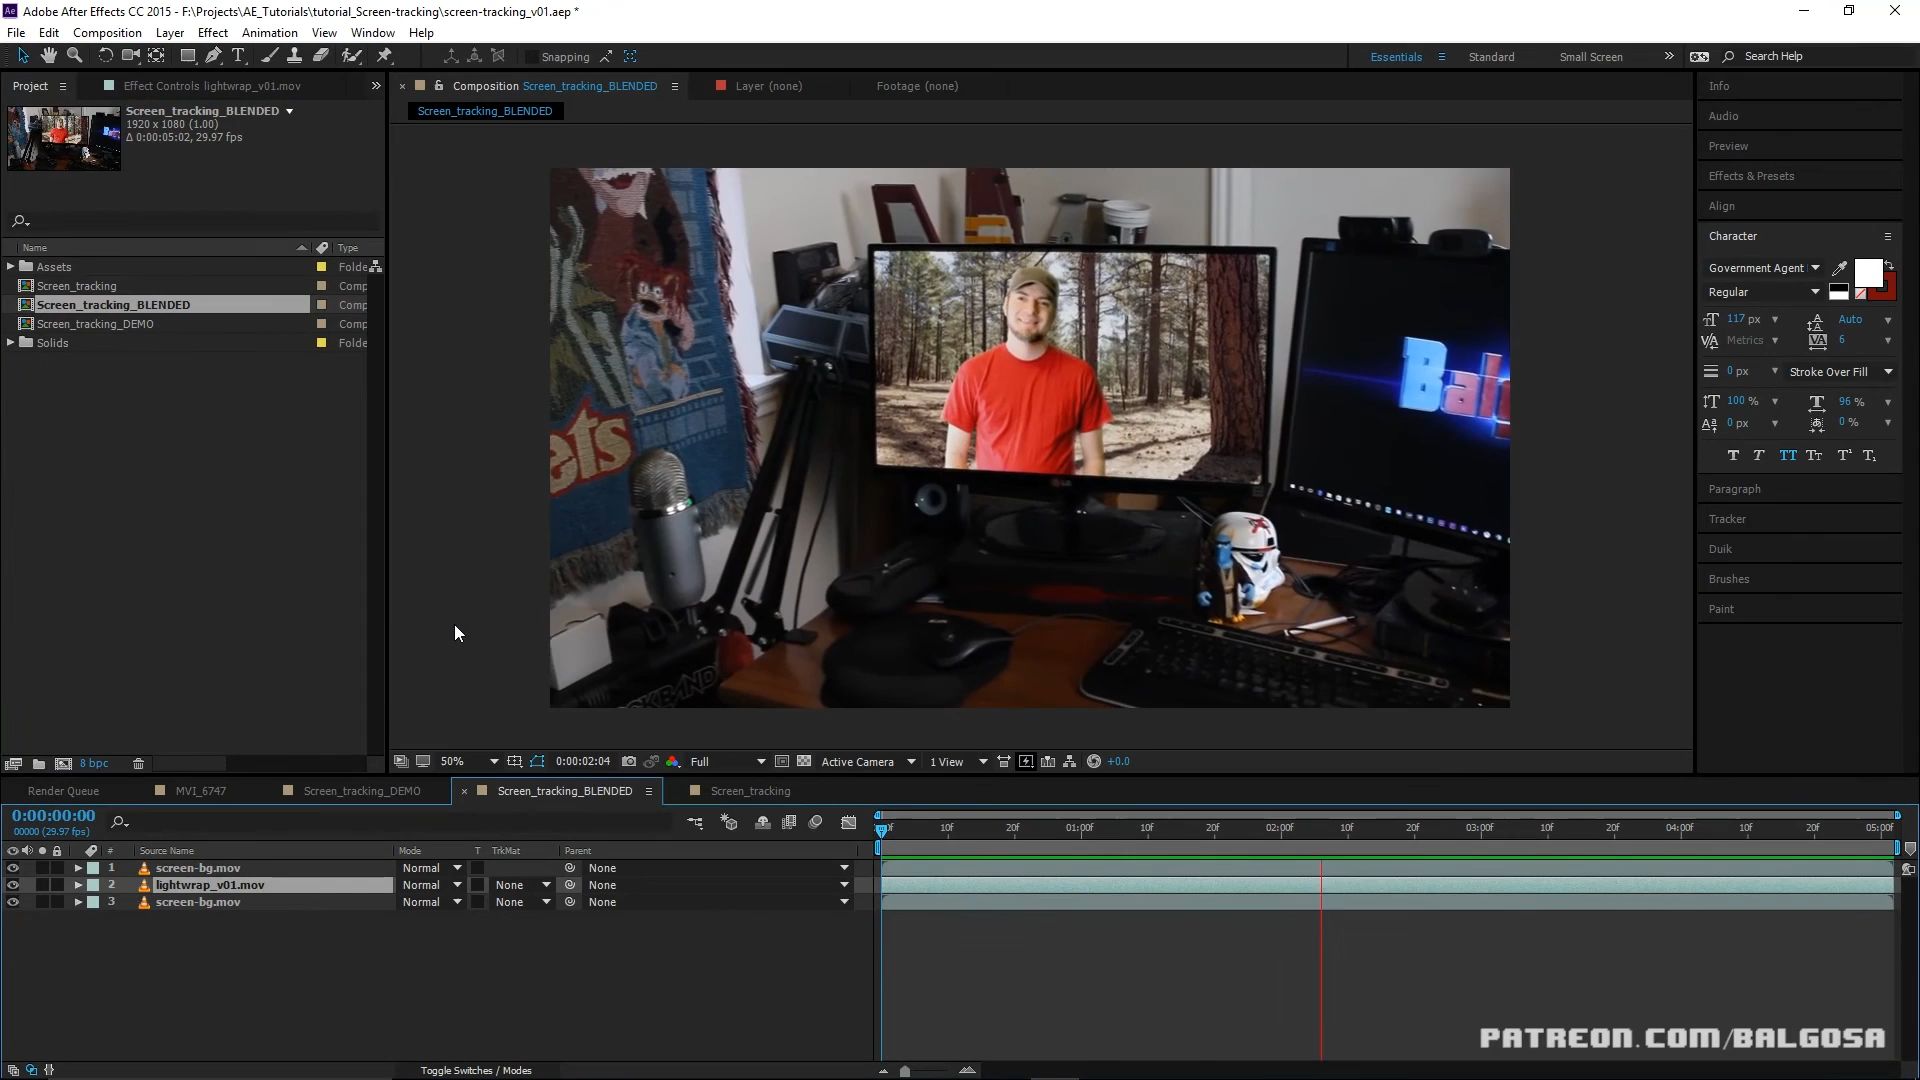 Ae Adobe After Effects CC 2015 - F:\Projects\AE_Tutorials\tutorial_Screen-tracking\screen-tracking_v01.aep *
File Edit Composition Layer Effect Animation View Window Help
Snapping Essentials Standard Small Screen Search Help
Project Effect Controls lightwrap_v01.mov
Screen_tracking_BLENDED
1920 x 1080 (1.00)
Δ 0:00:05:02, 29.97 fps
Name Type
Assets Folde
Screen_tracking Comp
Screen_tracking_BLENDED Comp
Screen_tracking_DEMO Comp
Solids Folde
8 bpc
Composition Screen_tracking_BLENDED Layer (none) Footage (none)
Screen_tracking_BLENDED
ets
LG
Bal
50% 0:00:02:04 Full Active Camera 1 View +0.0
Info
Audio
Preview
Effects & Presets
Align
Character
Government Agent
Regular
117 px Auto
Metrics 6
0 px Stroke Over Fill
100 % 96 %
0 px 0 %
T T TT Tт T¹ T₁
Paragraph
Tracker
Duik
Brushes
Paint
Render Queue MVI_6747 Screen_tracking_DEMO Screen_tracking_BLENDED Screen_tracking
0:00:00:00
00000 (29.97 fps)
10f 20f 01:00f 10f 20f 02:00f 10f 20f 03:00f 10f 20f 04:00f 10f 20f 05:00f
# Source Name Mode T TrkMat Parent
1 screen-bg.mov Normal None
2 lightwrap_v01.mov Normal None None
3 screen-bg.mov Normal None None
Toggle Switches / Modes
PATREON.COM/BALGOSA